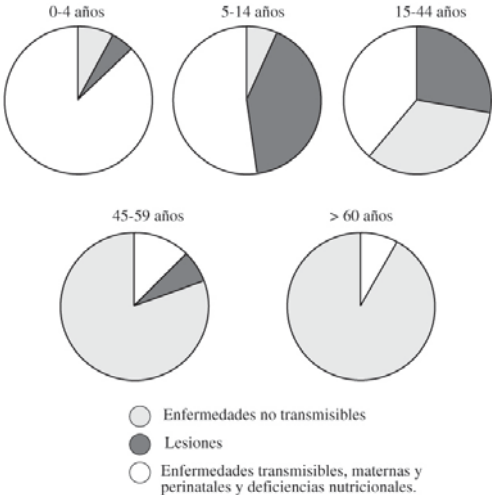 0-4 años
5-14 años
15-44 años
45-59 años
> 60 años
Enfermedades no transmisibles
Lesiones
Enfermedades transmisibles, maternas y
perinatales y deficiencias nutricionales.